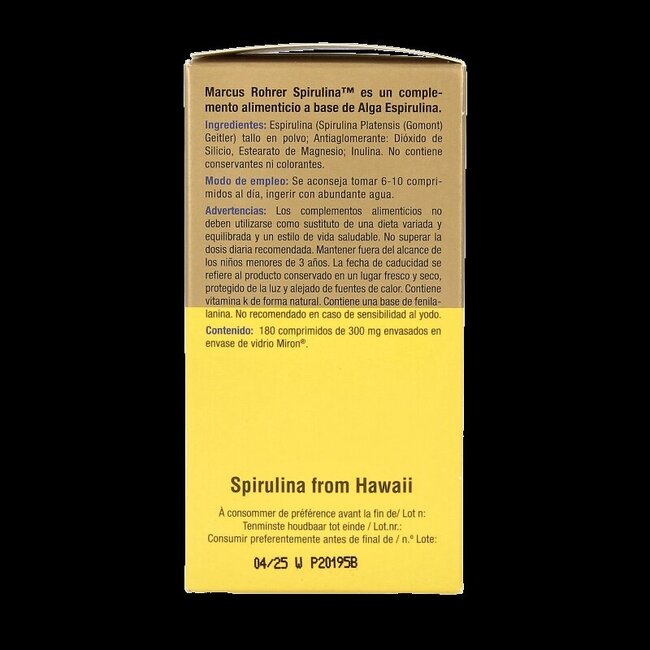 Marcus Rohrer Spirulina™ es un comple-
mento alimenticio a base de Alga Espirulina.
Ingredientes: Espirulina (Spirulina Platensis (Gomont)
Geitler) tallo en polvo; Antiaglomerante: Dióxido de
Silicio, Estearato de Magnesio; Inulina. No contiene
conservantes ni colorantes.
Modo de empleo: Se aconseja tomar 6-10 compri-
midos al día, ingerir con abundante agua.
Advertencias: Los complementos alimenticios no
deben utilizarse como sustituto de una dieta variada y
equilibrada y un estilo de vida saludable. No superar la
dosis diaria recomendada. Mantener fuera del alcance de
los niños menores de 3 años. La fecha de caducidad se
refiere al producto conservado en un lugar fresco y seco,
protegido de la luz y alejado de fuentes de calor. Contiene
vitamina k de forma natural. Contiene una base de fenila-
lanina. No recomendado en caso de sensibilidad al yodo.
Contenido: 180 comprimidos de 300 mg envasados en
envase de vidrio Miron®.
Spirulina from Hawaii
À consommer de préférence avant la fin de/ Lot n:
Tenminste houdbaar tot einde / Lot.nr.:
Consumir preferentemente antes de final de / n.º Lote:
04/25 W P20195B